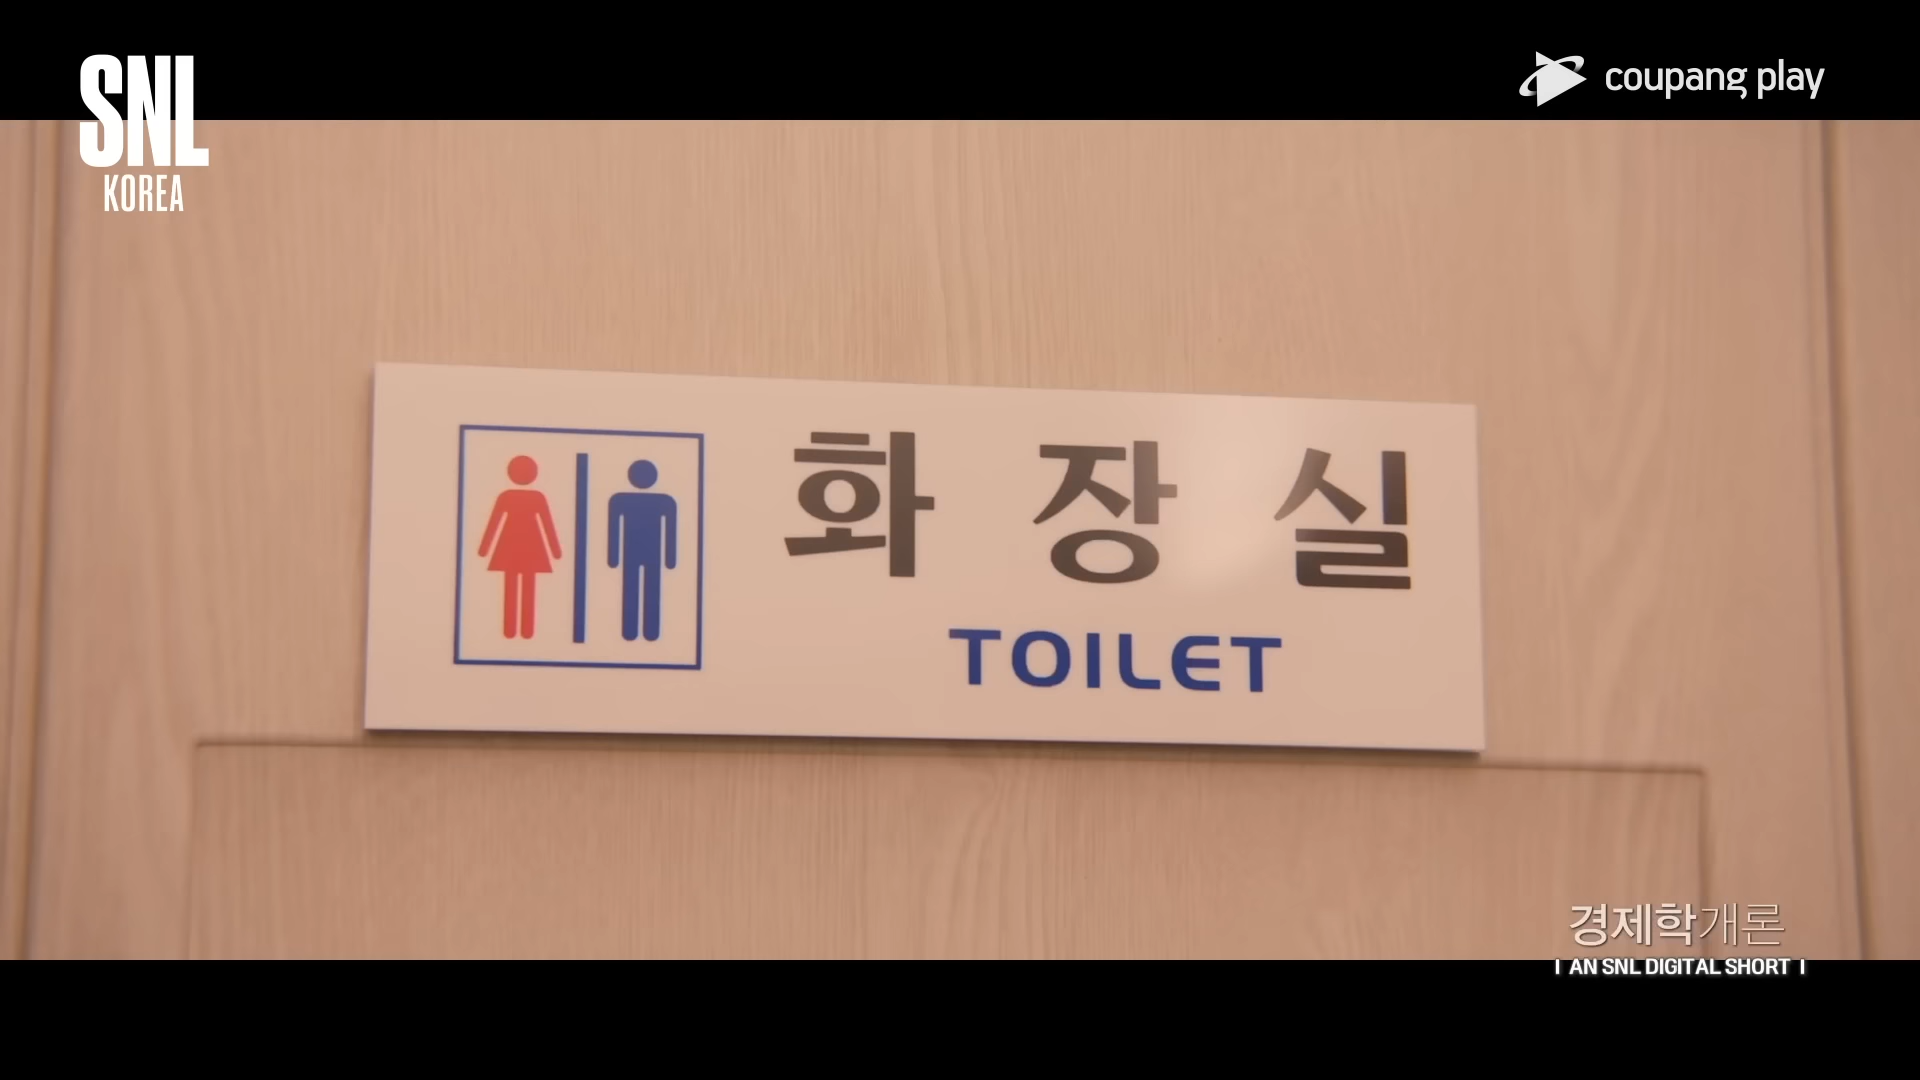 SNL
KOREA
coupang play
화장실
TOILET
경제학개론
AN SNL DIGITAL SHORT